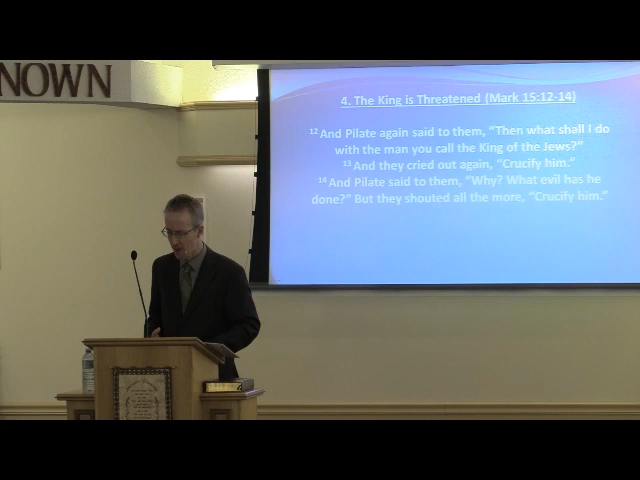 NOWN
4. The King is Threatened (Mark 15:12-14)
12 And Pilate again said to them, “Then what shall I do
with the man you call the King of the Jews?”
13 And they cried out again, “Crucify him.”
14 And Pilate said to them, “Why? What evil has he
done?” But they shouted all the more, “Crucify him.”